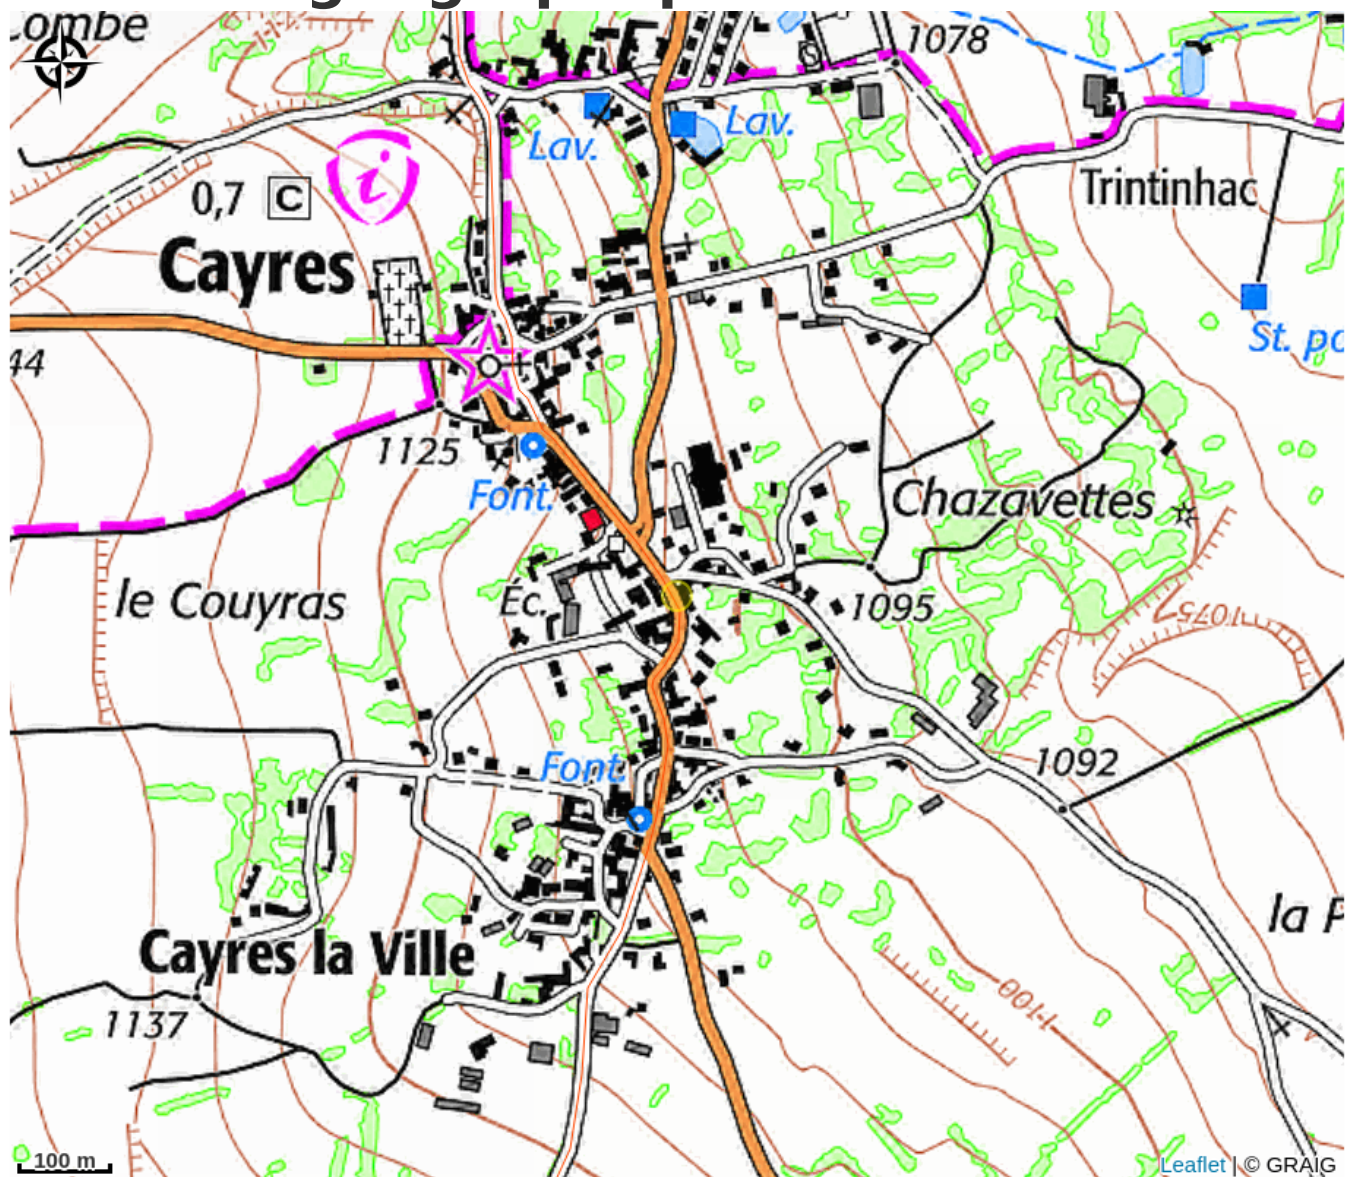 Combe
1078
Lav.
Lav.
0,7 C
Trintinhac
Cayres
St. po
44
1125
Font.
Chazavettes
le Couyras
Éc.
1095
1075
Font.
1092
la P
Cayres la Ville
1100
1137
100 m
Leaflet | © GRAIG